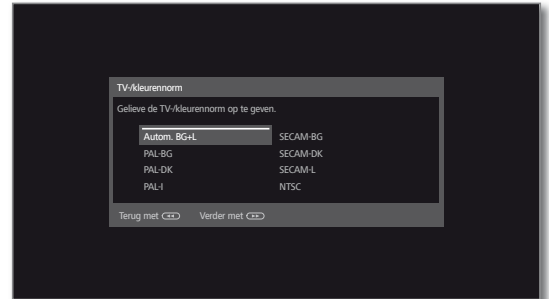 TV-/kleurennorm
Gelieve de TV-/kleurennorm op te geven.
Autom. BG+L SECAM-BG
PAL-BG SECAM-DK
PAL-DK SECAM-L
PAL-I NTSC
Terug met Verder met